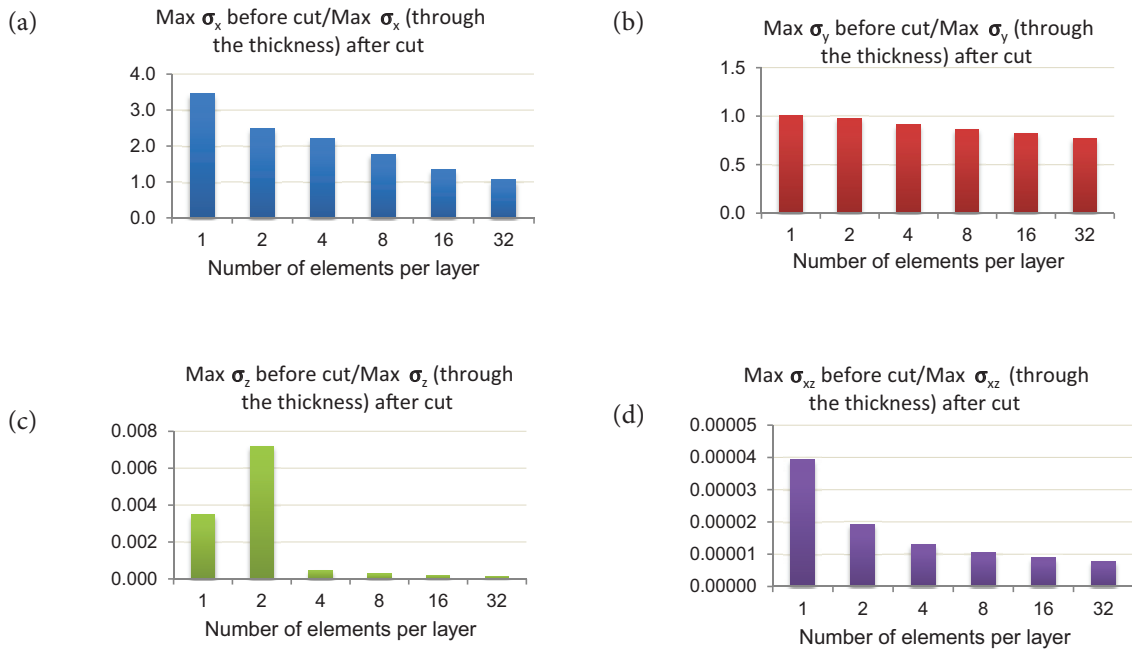 (a)
Max σx before cut/Max σx (through
the thickness) after cut
4.0
3.0
2.0
1.0
0.0
1 2 4 8 16 32
Number of elements per layer
(b)
Max σy before cut/Max σy (through
the thickness) after cut
1.5
1.0
0.5
0.0
1 2 4 8 16 32
Number of elements per layer
(c)
Max σz before cut/Max σz (through
the thickness) after cut
0.008
0.006
0.004
0.002
0.000
1 2 4 8 16 32
Number of elements per layer
(d)
Max σxz before cut/Max σxz (through
the thickness) after cut
0.00005
0.00004
0.00003
0.00002
0.00001
0.00000
1 2 4 8 16 32
Number of elements per layer